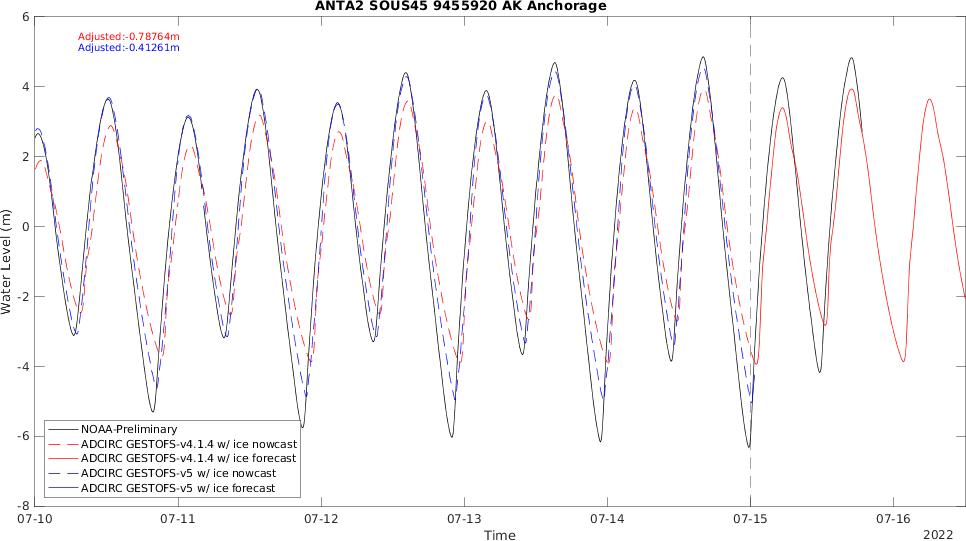 ANTA2 SOUS45 9455920 AK Anchorage
Adjusted:-0.78764m
Adjusted:-0.41261m
6
4
2
0
-2
-4
-6
-8
Water Level (m)
NOAA-Preliminary
ADCIRC GESTOFS-v4.1.4 w/ ice nowcast
ADCIRC GESTOFS-v4.1.4 w/ ice forecast
ADCIRC GESTOFS-v5 w/ ice nowcast
ADCIRC GESTOFS-v5 w/ ice forecast
07-10 07-11 07-12 07-13 07-14 07-15 07-16
Time
2022